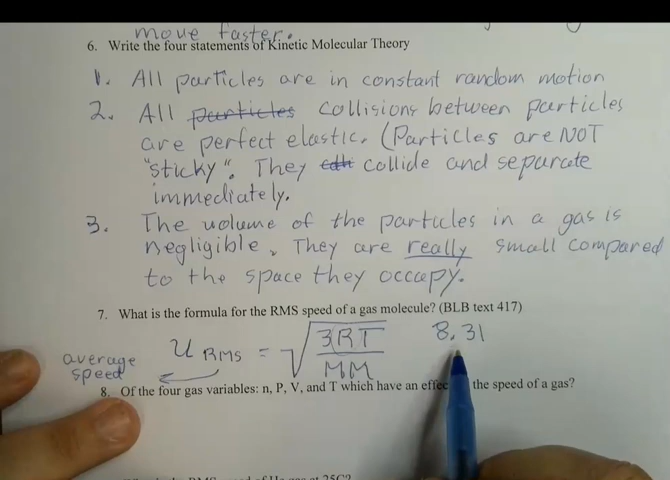 move faster.
6. Write the four statements of Kinetic Molecular Theory
1. All particles are in constant random motion
2. All particles collisions between particles
are perfect elastic. (Particles are NOT
"sticky". They collide and separate
immediately.
3. The volume of the particles in a gas is
negligible. They are really small compared
to the space they occupy.
7. What is the formula for the RMS speed of a gas molecule? (BLB text 417)
u RMS = √(3RT/MM) 8.31
average
speed
8. Of the four gas variables: n, P, V, and T which have an the speed of a gas?